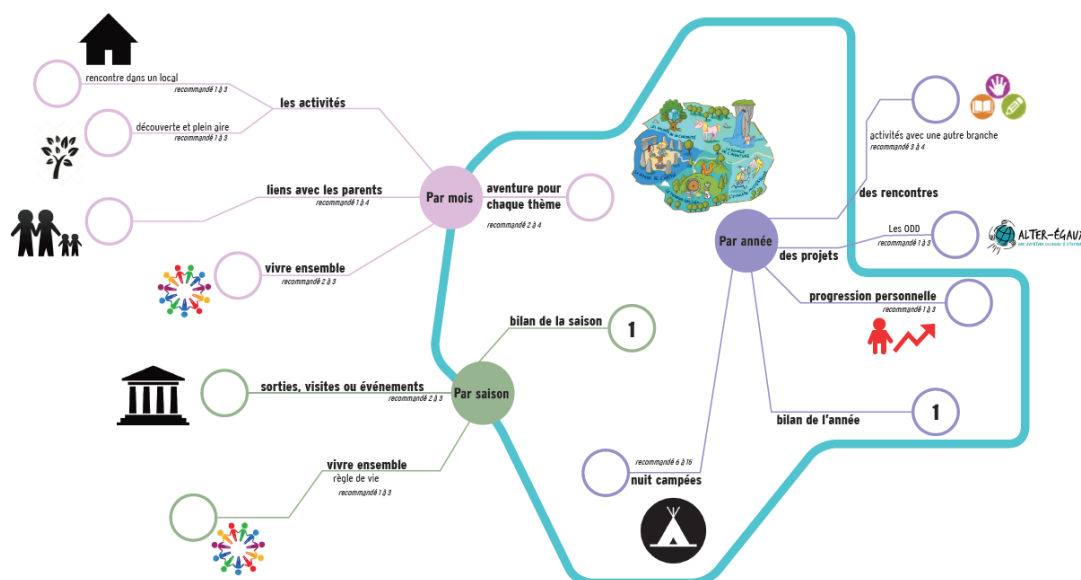 rencontre dans un local
recommandé 1 à 3
les activités
découverte et plein aire
recommandé 1 à 3
liens avec les parents
recommandé 1 à 4
Par mois
aventure pour
chaque thème
recommandé 2 à 4
vivre ensemble
recommandé 2 à 3
bilan de la saison
1
sorties, visites ou événements
recommandé 2 à 3
Par saison
vivre ensemble
règle de vie
recommandé 1 à 3
activités avec une autre branche
recommandé 3 à 4
des rencontres
Par année
Les ODD
recommandé 1 à 3
des projets
ALTER-ÉGAUX
progression personnelle
recommandé 1 à 3
bilan de l'année
1
recommandé 6 à 16
nuit campées